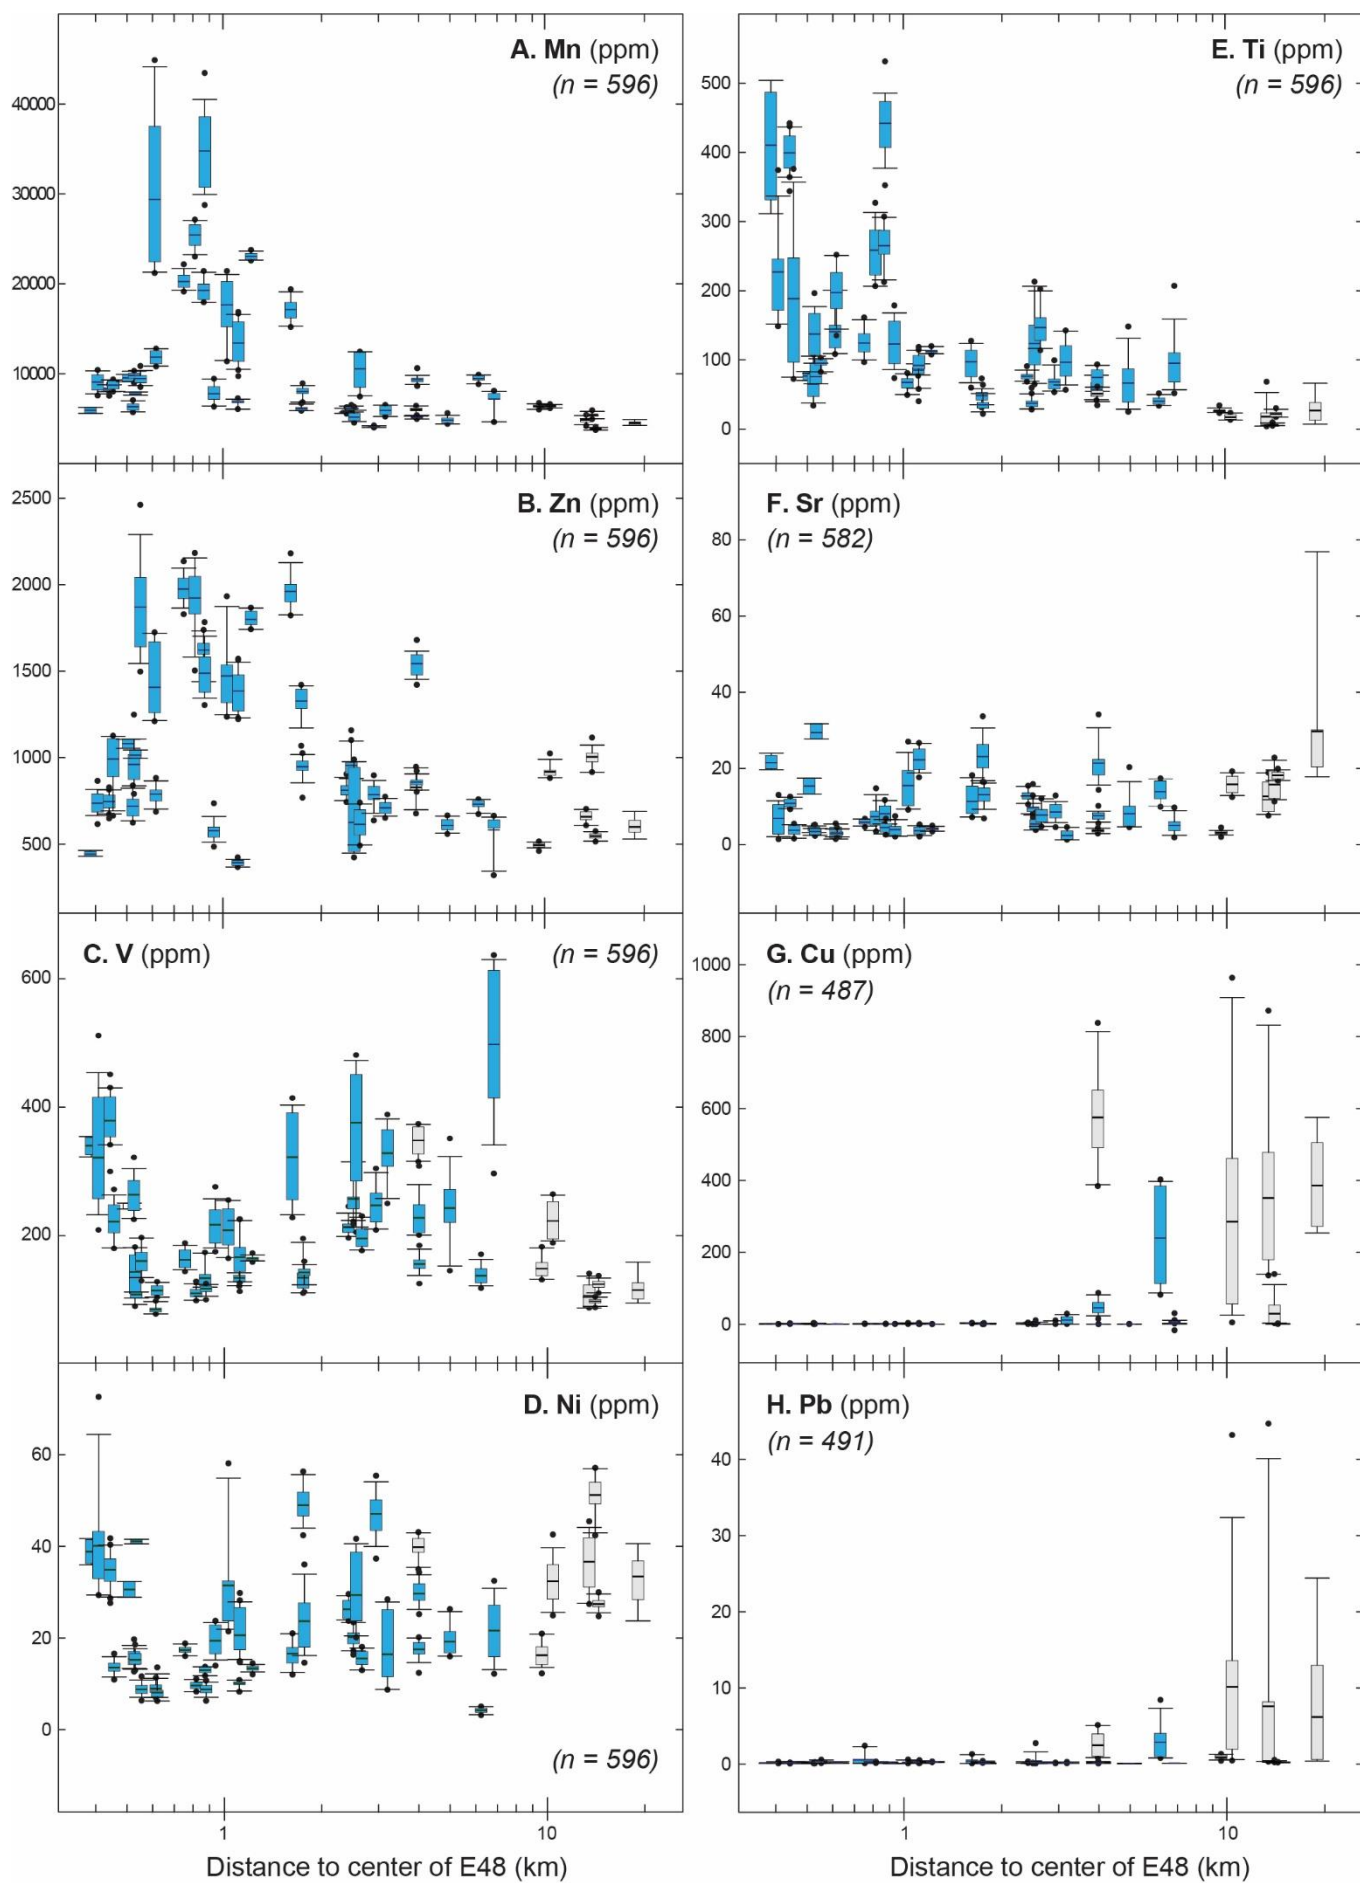 A. Mn (ppm)
(n = 596)
40000
30000
20000
10000
B. Zn (ppm)
(n = 596)
2500
2000
1500
1000
500
C. V (ppm)
(n = 596)
600
400
200
D. Ni (ppm)
60
40
20
0
(n = 596)
1
10
Distance to center of E48 (km)
E. Ti (ppm)
(n = 596)
500
400
300
200
100
0
F. Sr (ppm)
(n = 582)
80
60
40
20
0
G. Cu (ppm)
(n = 487)
1000
800
600
400
200
0
H. Pb (ppm)
(n = 491)
40
30
20
10
0
1
10
Distance to center of E48 (km)